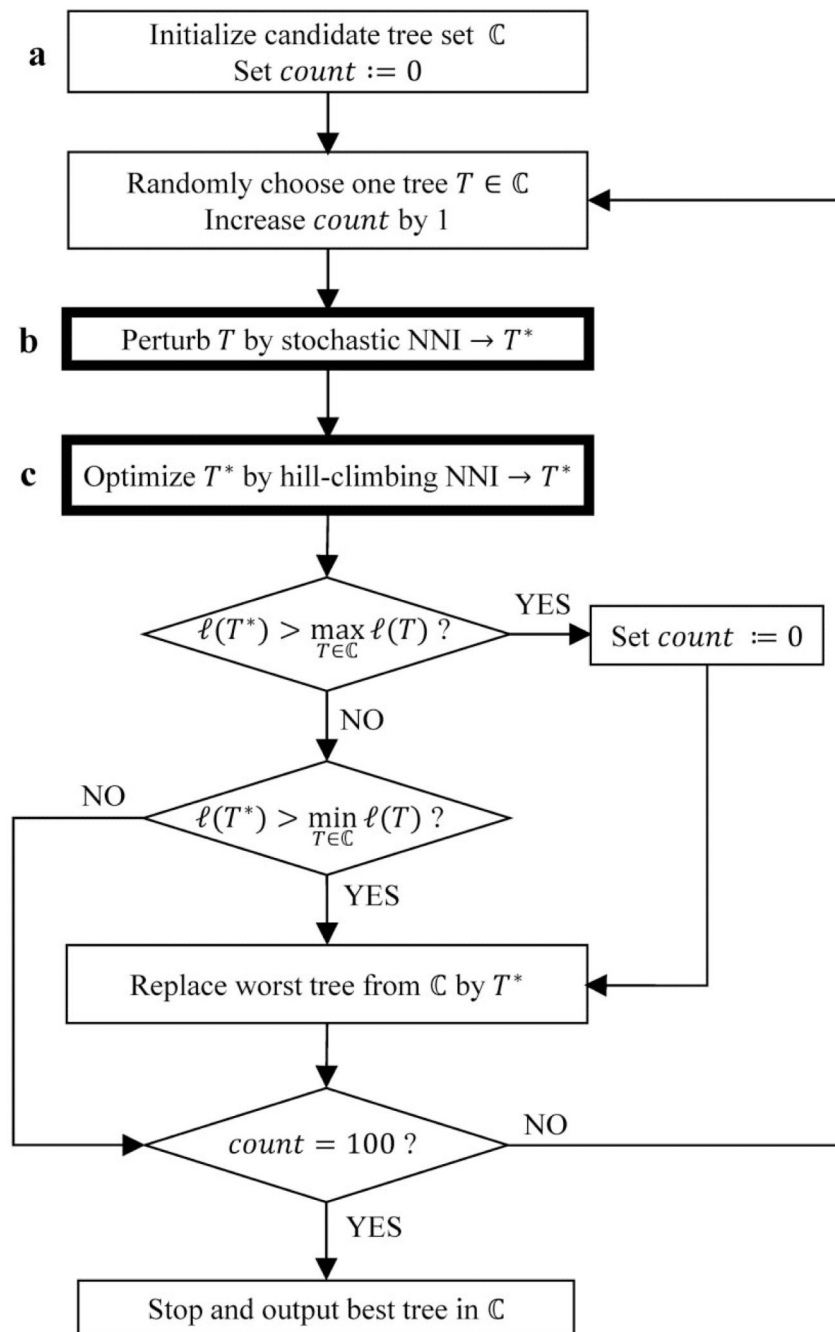 a
Initialize candidate tree set ℂ
Set count := 0
Randomly choose one tree T ∈ ℂ
Increase count by 1
b
Perturb T by stochastic NNI → T*
c
Optimize T* by hill-climbing NNI → T*
ℓ(T*) > max ℓ(T) ?
T∈ℂ
YES
Set count := 0
NO
NO
ℓ(T*) > min ℓ(T) ?
T∈ℂ
YES
Replace worst tree from ℂ by T*
count = 100 ?
NO
YES
Stop and output best tree in ℂ